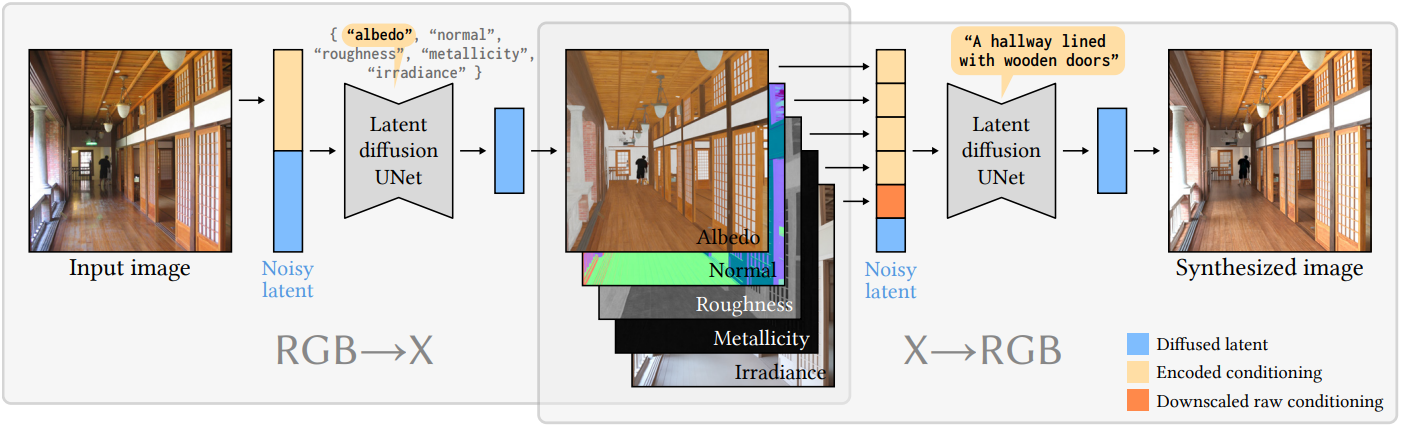 { “albedo”, “normal”,
“roughness”, “metallicity”,
“irradiance” }
Latent
diffusion
UNet
Input image
Noisy
latent
RGB→X
Albedo
Normal
Roughness
Metallicity
Irradiance
“A hallway lined
with wooden doors”
Latent
diffusion
UNet
Noisy
latent
Synthesized image
X→RGB
Diffused latent
Encoded conditioning
Downscaled raw conditioning